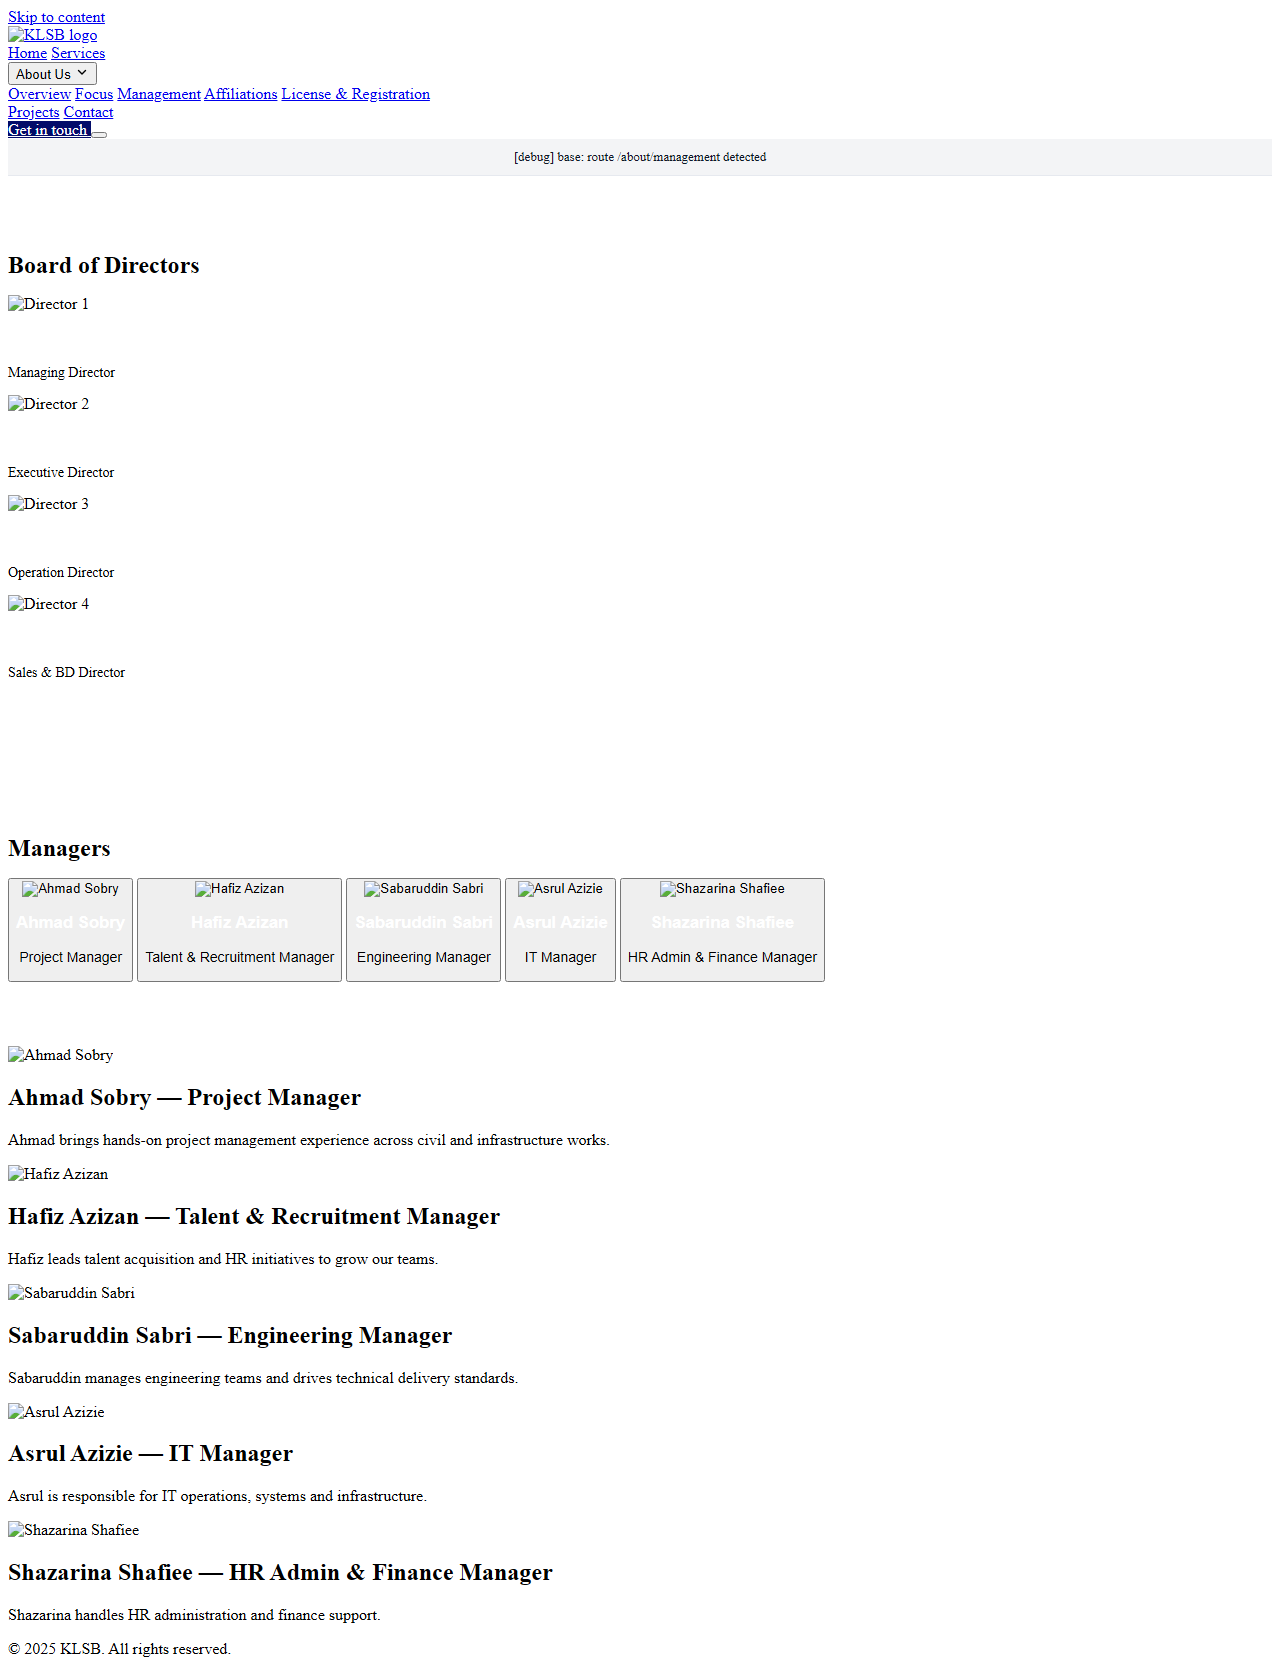 Skip to content
KLSB logo
Home Services
About Us
Overview Focus Management Affiliations License & Registration
Projects Contact
Get in touch
[debug] base: route /about/management detected
Board of Directors
Director 1
Managing Director
Director 2
Executive Director
Director 3
Operation Director
Director 4
Sales & BD Director
Managers
Ahmad Sobry Hafiz Azizan Sabaruddin Sabri Asrul Azizie Shazarina Shafiee
Ahmad Sobry Hafiz Azizan Sabaruddin Sabri Asrul Azizie Shazarina Shafiee
Project Manager Talent & Recruitment Manager Engineering Manager IT Manager HR Admin & Finance Manager
Ahmad Sobry
Ahmad Sobry — Project Manager
Ahmad brings hands-on project management experience across civil and infrastructure works.
Hafiz Azizan
Hafiz Azizan — Talent & Recruitment Manager
Hafiz leads talent acquisition and HR initiatives to grow our teams.
Sabaruddin Sabri
Sabaruddin Sabri — Engineering Manager
Sabaruddin manages engineering teams and drives technical delivery standards.
Asrul Azizie
Asrul Azizie — IT Manager
Asrul is responsible for IT operations, systems and infrastructure.
Shazarina Shafiee
Shazarina Shafiee — HR Admin & Finance Manager
Shazarina handles HR administration and finance support.
© 2025 KLSB. All rights reserved.